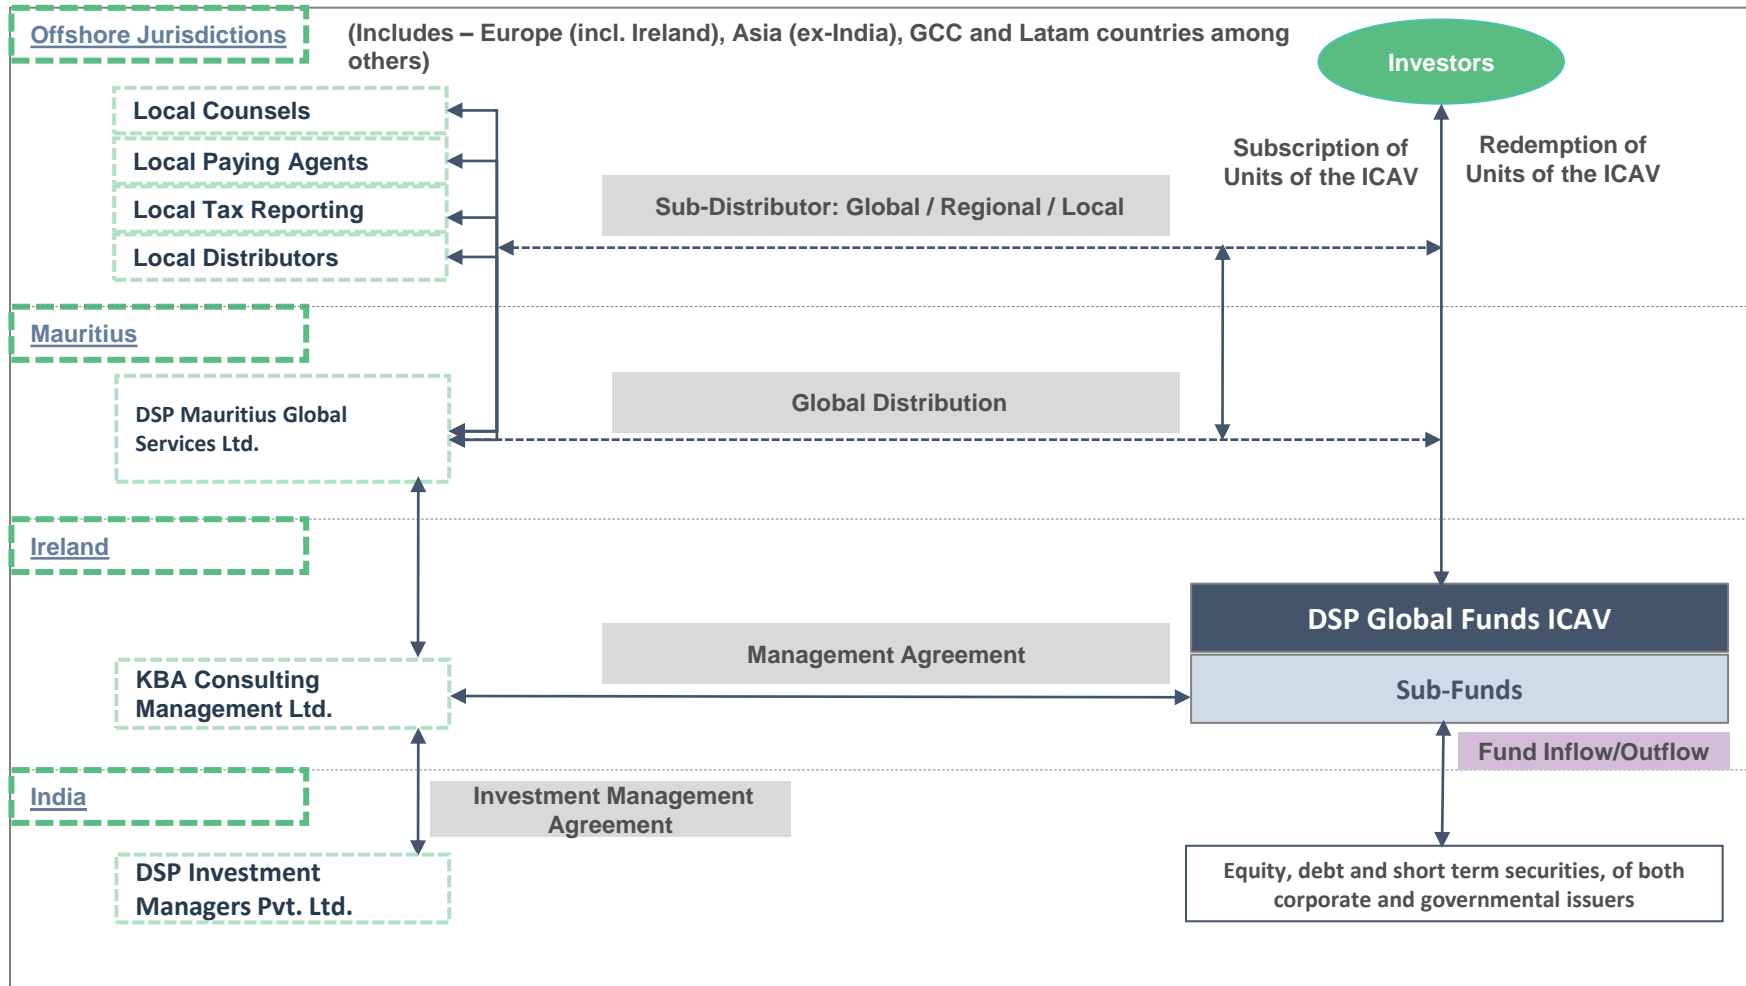 Offshore Jurisdictions
(Includes – Europe (incl. Ireland), Asia (ex-India), GCC and Latam countries among
others)
Investors
Local Counsels
Local Paying Agents
Local Tax Reporting
Local Distributors
Subscription of
Units of the ICAV
Redemption of
Units of the ICAV
Sub-Distributor: Global / Regional / Local
Mauritius
DSP Mauritius Global
Services Ltd.
Global Distribution
Ireland
DSP Global Funds ICAV
Sub-Funds
Management Agreement
KBA Consulting
Management Ltd.
Fund Inflow/Outflow
India
Investment Management
Agreement
DSP Investment
Managers Pvt. Ltd.
Equity, debt and short term securities, of both
corporate and governmental issuers